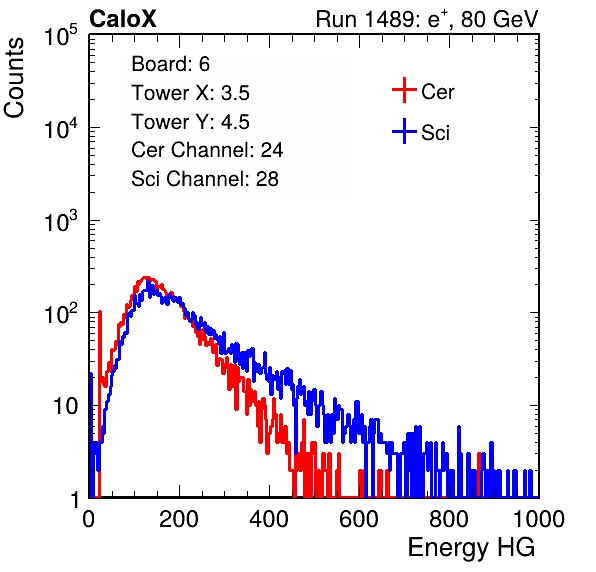 CaloX Run 1489: e⁺, 80 GeV
Counts
10⁵
10⁴
10³
10²
10
1
Board: 6
Tower X: 3.5
Tower Y: 4.5
Cer Channel: 24
Sci Channel: 28
Cer
Sci
0 200 400 600 800 1000
Energy HG